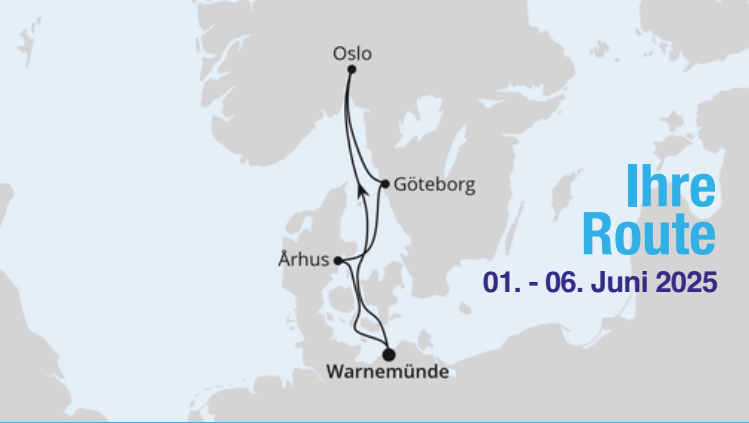 Oslo
Göteborg
Ihre
Route
Århus
01. - 06. Juni 2025
Warnemünde